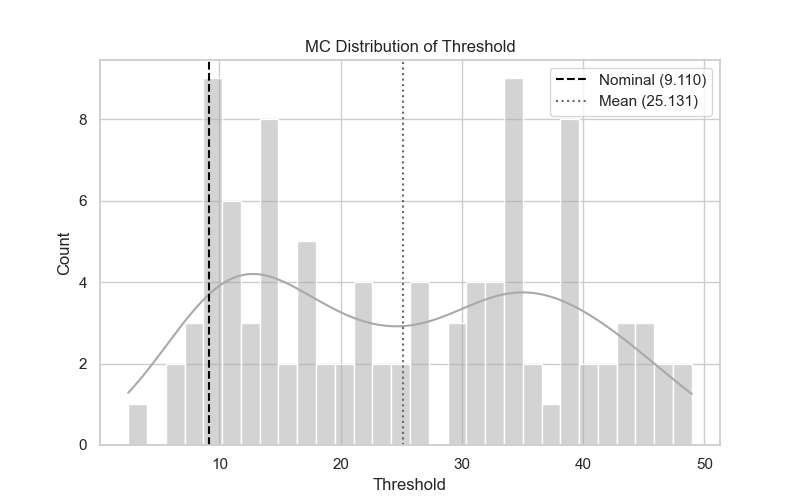 MC Distribution of Threshold
Nominal (9.110)
Mean (25.131)
Count
8
6
4
2
0
10 20 30 40 50
Threshold